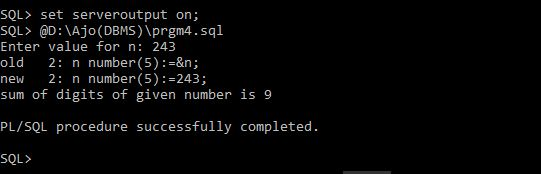 SQL> set serveroutput on;
SQL> @D:\Ajo(DBMS)\prgm4.sql
Enter value for n: 243
old   2: n number(5):=&n;
new   2: n number(5):=243;
sum of digits of given number is 9
PL/SQL procedure successfully completed.
SQL>